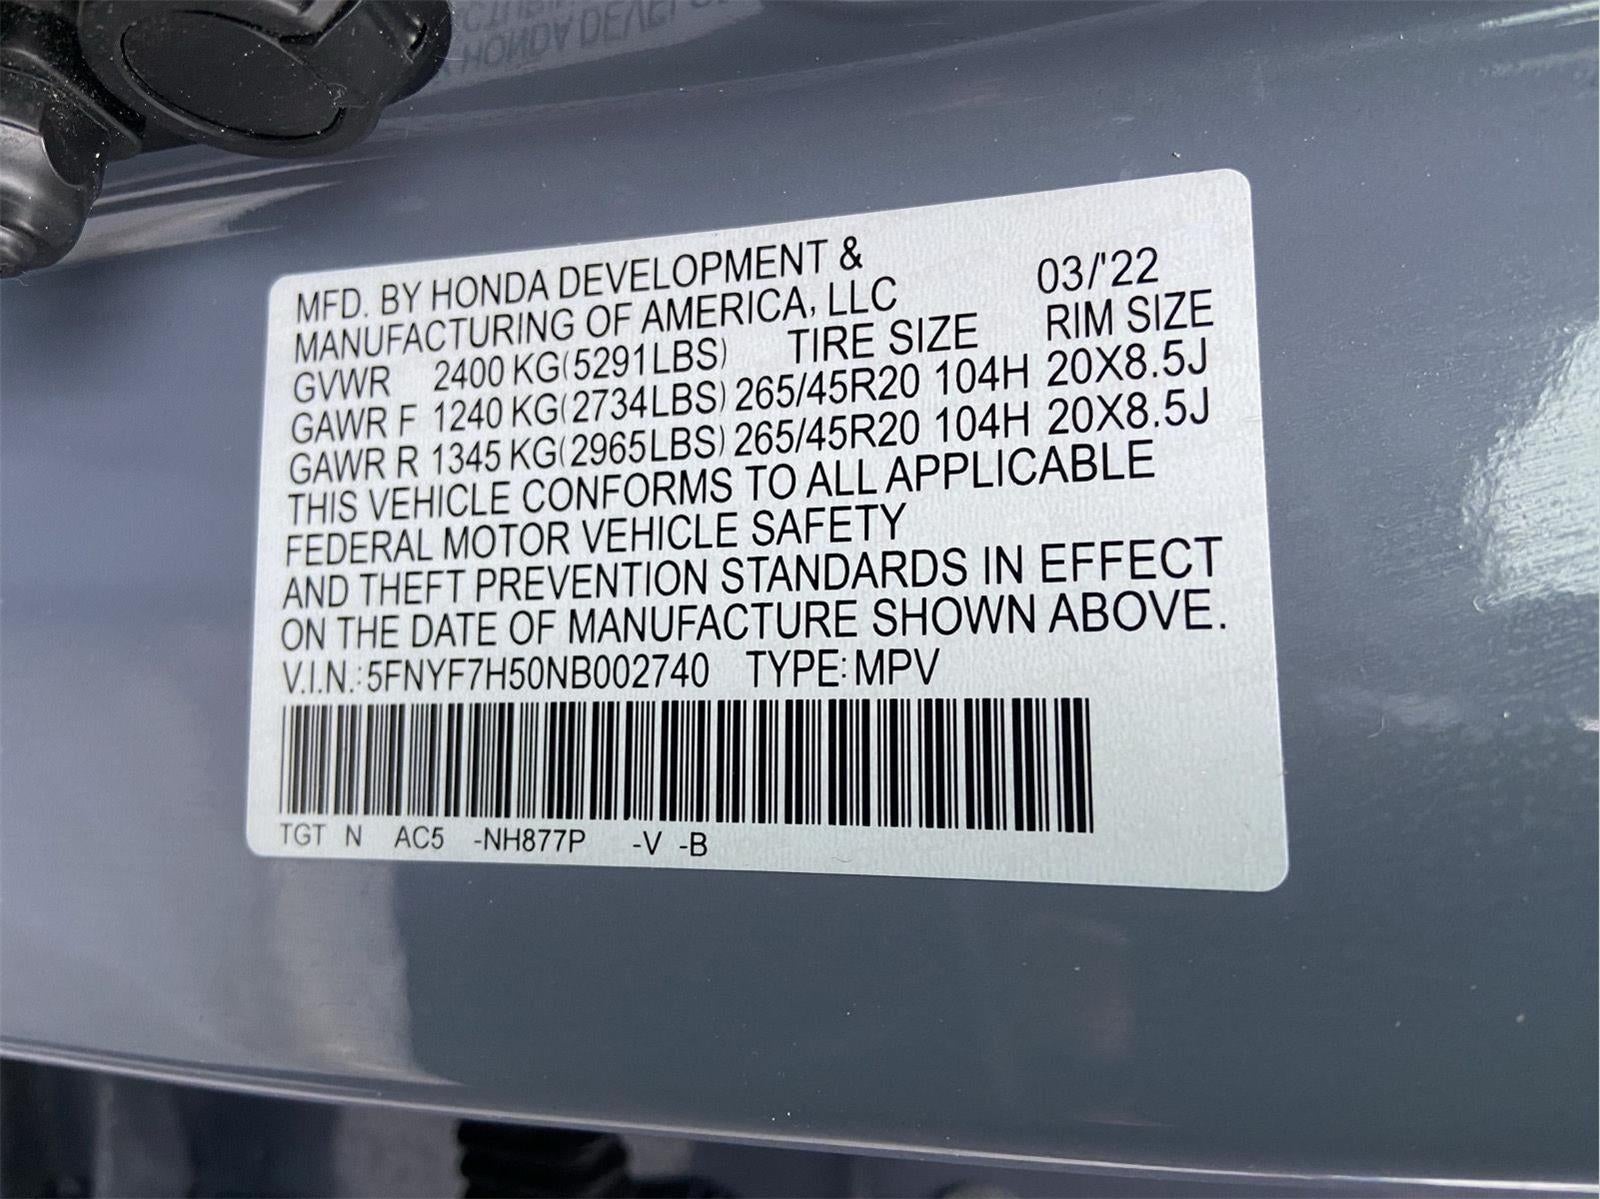 MFD. BY HONDA DEVELOPMENT &
MANUFACTURING OF AMERICA, LLC 03/'22
GVWR 2400 KG(5291LBS) TIRE SIZE RIM SIZE
GAWR F 1240 KG(2734LBS) 265/45R20 104H 20X8.5J
GAWR R 1345 KG(2965LBS) 265/45R20 104H 20X8.5J
THIS VEHICLE CONFORMS TO ALL APPLICABLE
FEDERAL MOTOR VEHICLE SAFETY
AND THEFT PREVENTION STANDARDS IN EFFECT
ON THE DATE OF MANUFACTURE SHOWN ABOVE.
V.I.N.: 5FNYF7H50NB002740 TYPE: MPV
TGT N AC5 -NH877P -V -B